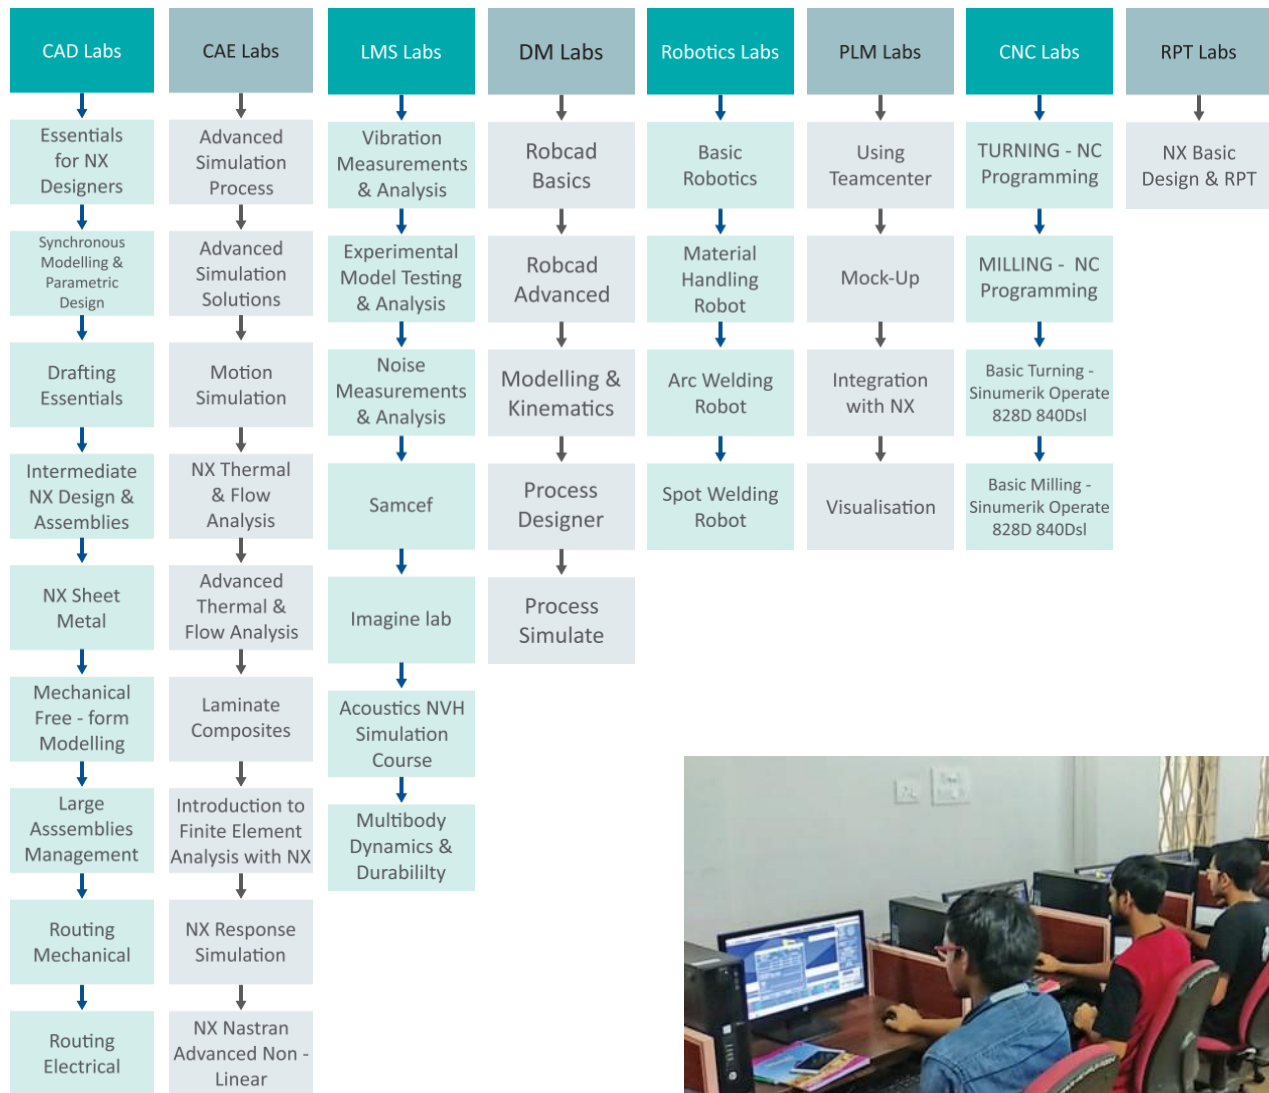 CAD Labs
Essentials
for NX
Designers
Synchronous
Modelling &
Parametric
Design
Drafting
Essentials
Intermediate
NX Design &
Assemblies
NX Sheet
Metal
Mechanical
Free - form
Modelling
Large
Asssemblies
Management
Routing
Mechanical
Routing
Electrical
CAE Labs
Advanced
Simulation
Process
Advanced
Simulation
Solutions
Motion
Simulation
NX Thermal
& Flow
Analysis
Advanced
Thermal &
Flow Analysis
Laminate
Composites
Introduction to
Finite Element
Analysis with NX
NX Response
Simulation
NX Nastran
Advanced Non -
Linear
LMS Labs
Vibration
Measurements
& Analysis
Experimental
Model Testing
& Analysis
Noise
Measurements
& Analysis
Samcef
Imagine lab
Acoustics NVH
Simulation
Course
Multibody
Dynamics &
Durabililty
DM Labs
Robcad
Basics
Robcad
Advanced
Modelling &
Kinematics
Process
Designer
Process
Simulate
Robotics Labs
Basic
Robotics
Material
Handling
Robot
Arc Welding
Robot
Spot Welding
Robot
PLM Labs
Using
Teamcenter
Mock-Up
Integration
with NX
Visualisation
CNC Labs
TURNING - NC
Programming
MILLING - NC
Programming
Basic Turning -
Sinumerik Operate
828D 840Dsl
Basic Milling -
Sinumerik Operate
828D 840Dsl
RPT Labs
NX Basic
Design & RPT